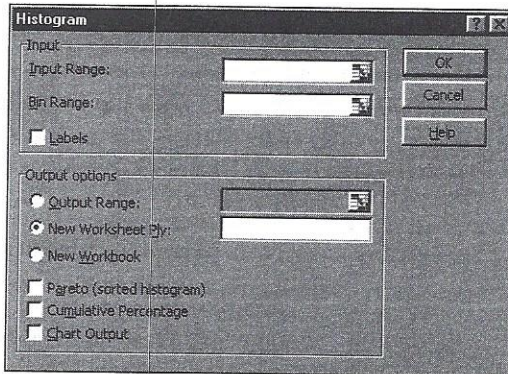 Histogram
Input
Input Range:
Bin Range:
Labels
OK
Cancel
Help
Output options
Output Range:
New Worksheet Ply:
New Workbook
Pareto (sorted histogram)
Cumulative Percentage
Chart Output